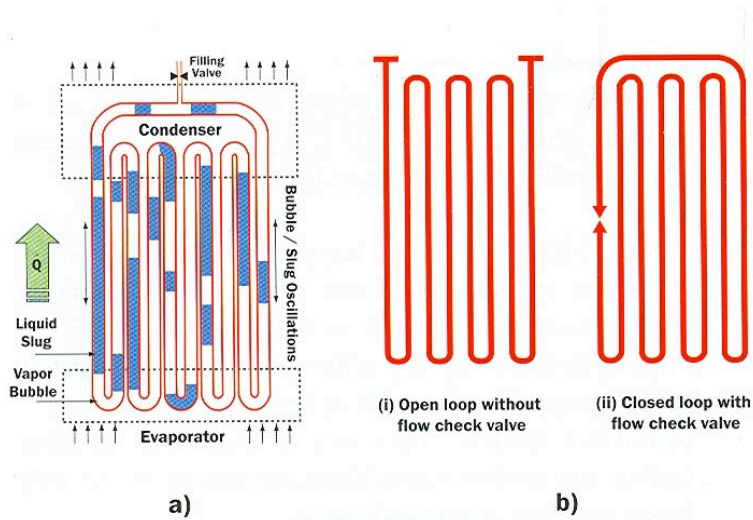 Filling
Valve
Condenser
Bubble / Slug Oscillations
Q
Liquid
Slug
Vapor
Bubble
Evaporator
a)
(i) Open loop without
flow check valve
(ii) Closed loop with
flow check valve
b)